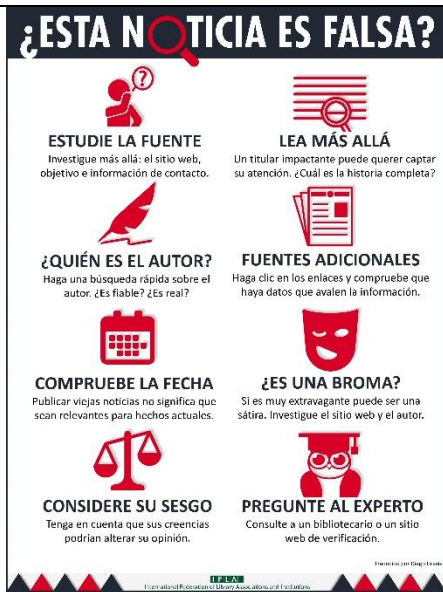 ¿ESTA NOTICIA ES FALSA?
ESTUDIE LA FUENTE
Investigue más allá: el sitio web,
objetivo e información de contacto.
LEA MÁS ALLÁ
Un titular impactante puede querer captar
su atención. ¿Cuál es la historia completa?
¿QUIÉN ES EL AUTOR?
Haga una búsqueda rápida sobre el
autor. ¿Es fiable? ¿Es real?
FUENTES ADICIONALES
Haga clic en los enlaces y compruebe que
haya datos que avalen la información.
COMPRUEBE LA FECHA
Publicar viejas noticias no significa que
sean relevantes para hechos actuales.
¿ES UNA BROMA?
Si es muy extravagante puede ser una
sátira. Investigue el sitio web y el autor.
CONSIDERE SU SESGO
Tenga en cuenta que sus creencias
podrían alterar su opinión.
PREGUNTE AL EXPERTO
Consulte a un bibliotecario o un sitio
web de verificación.
IFLA
International Federation of Library Associations and Institutions